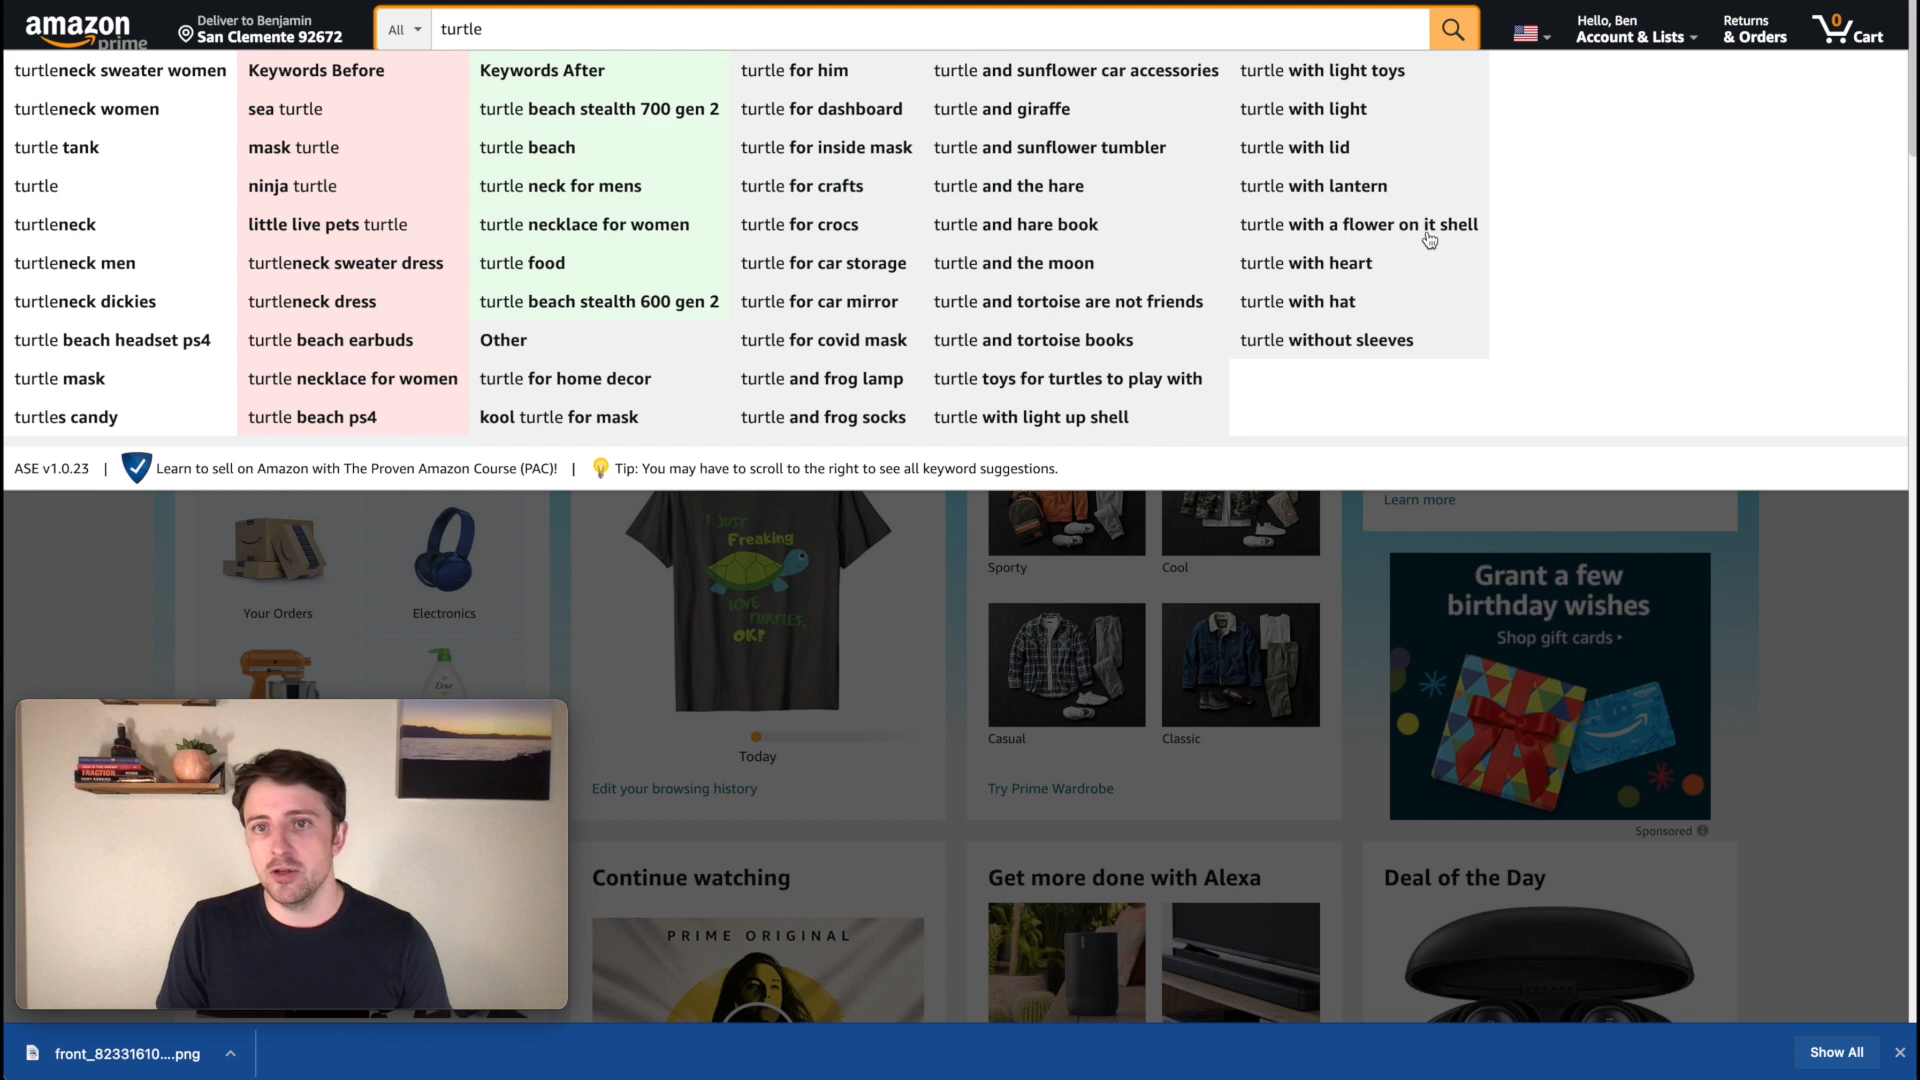 amazon
prime
Deliver to Benjamin
San Clemente 92672
All
turtle
Hello, Ben
Account & Lists
Returns
& Orders
0
Cart
turtleneck sweater women
turtleneck women
turtle tank
turtle
turtleneck
turtleneck men
turtleneck dickies
turtle beach headset ps4
turtle mask
turtles candy
Keywords Before
sea turtle
mask turtle
ninja turtle
little live pets turtle
turtleneck sweater dress
turtleneck dress
turtle beach earbuds
turtle necklace for women
turtle beach ps4
Keywords After
turtle beach stealth 700 gen 2
turtle beach
turtle neck for mens
turtle necklace for women
turtle food
turtle beach stealth 600 gen 2
Other
turtle for home decor
kool turtle for mask
turtle for him
turtle for dashboard
turtle for inside mask
turtle for crafts
turtle for crocs
turtle for car storage
turtle for car mirror
turtle for covid mask
turtle and frog lamp
turtle and frog socks
turtle and sunflower car accessories
turtle and giraffe
turtle and sunflower tumbler
turtle and the hare
turtle and hare book
turtle and the moon
turtle and tortoise are not friends
turtle and tortoise books
turtle toys for turtles to play with
turtle with light up shell
turtle with light toys
turtle with light
turtle with lid
turtle with lantern
turtle with a flower on it shell
turtle with heart
turtle with hat
turtle without sleeves
ASE v1.0.23 | Learn to sell on Amazon with The Proven Amazon Course (PAC)! | Tip: You may have to scroll to the right to see all keyword suggestions.
Your Orders
Electronics
Dove
I JUST
Freaking
LOVE
TURTLES,
OK?
Today
Edit your browsing history
Sporty
Cool
Casual
Classic
Try Prime Wardrobe
Learn more
Grant a few
birthday wishes
Shop gift cards
Sponsored
TRACTION
Continue watching
PRIME ORIGINAL
Get more done with Alexa
Deal of the Day
front_82331610....png
Show All